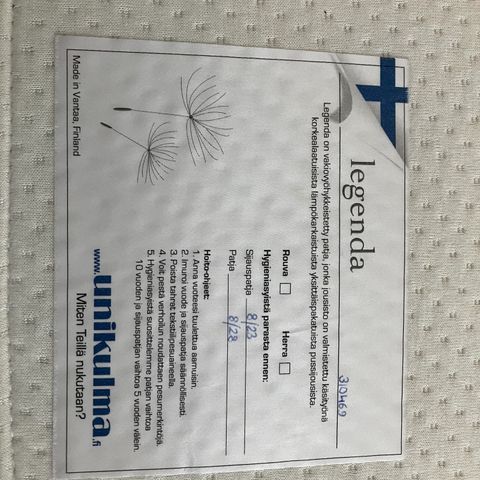 310469
legenda
Legenda on vakiovyöhykkeistetty patja, jonka jousisto on valmistettu käsityönä
korkealaatuisista lämpökarkaistuista yksittäispakatuista pussijousista.
Rouva Herra
Hygieniasyistä parasta ennen:
Sijauspatja 8/23
Patja 8/28
Hoito-ohjeet:
1. Anna vuoteesi tuulettua aamuisin.
2. Imuroi vuode ja sijauspatja säännöllisesti.
3. Poista tahrat tekstiilipesuaineella.
4. Voit pestä verhoilun noudattaen pesumerkintöjä.
5. Hygieniasyistä suosittelemme patjan vaihtoa
10 vuoden ja sijauspatjan vaihtoa 5 vuoden välein.
Made in Vantaa, Finland
www.unikulma.fi
Miten Teillä nukutaan?